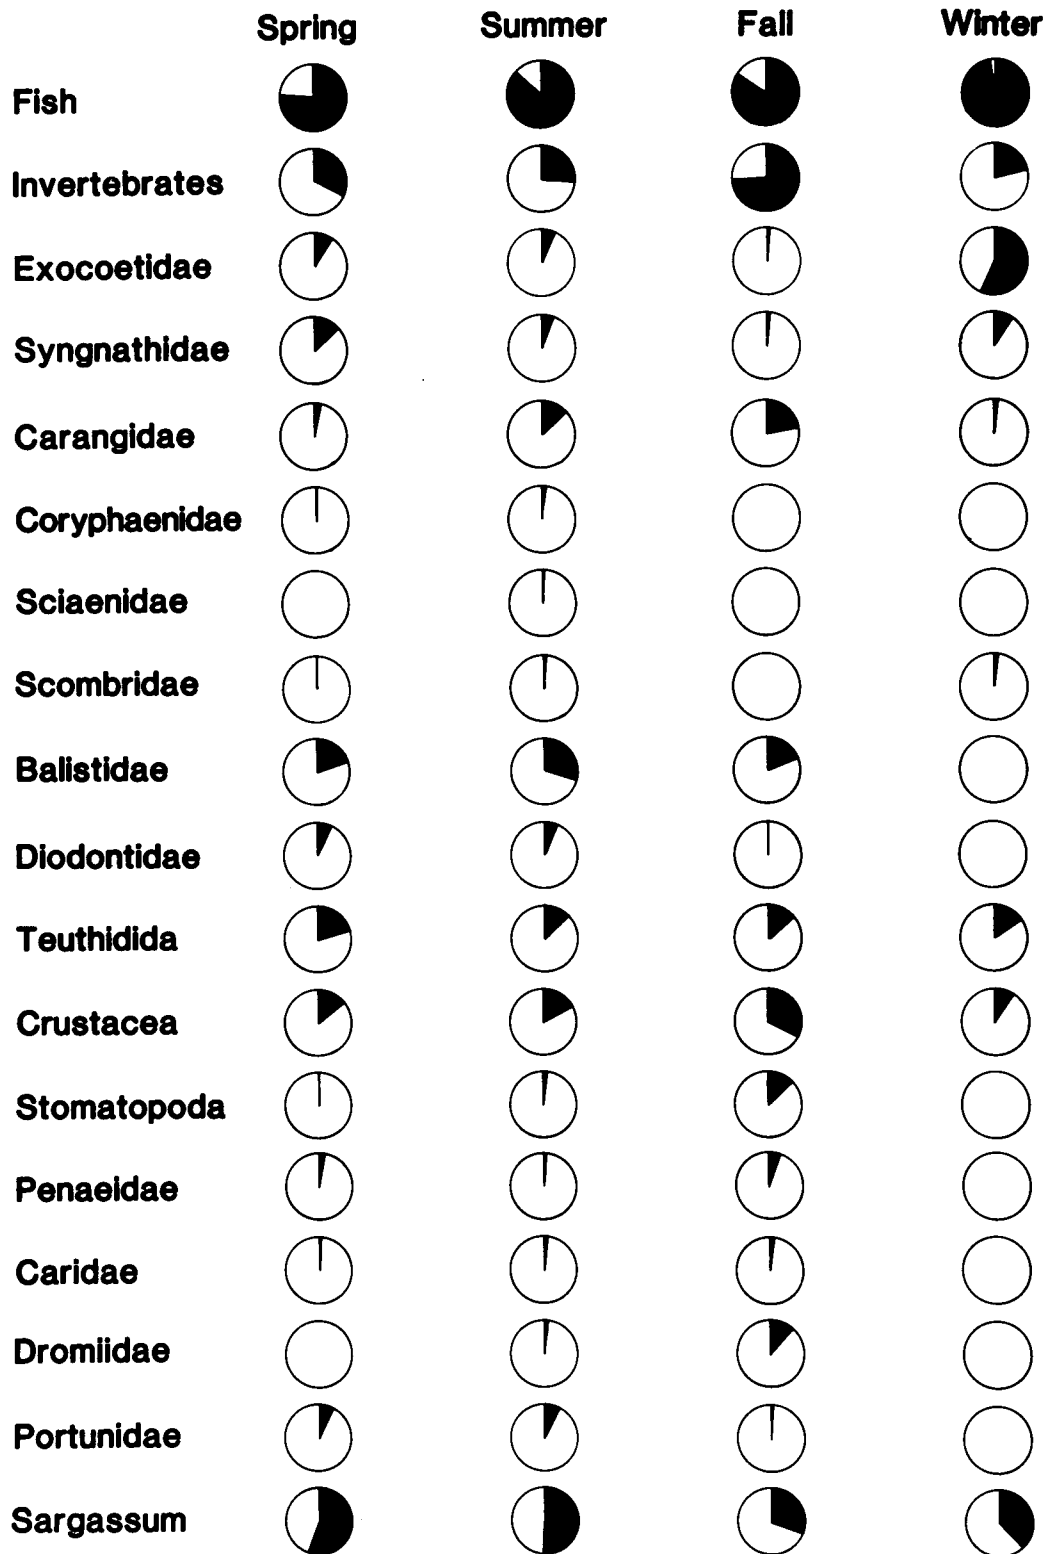 Spring Summer Fall Winter
Fish
Invertebrates
Exocoetidae
Syngnathidae
Carangidae
Coryphaenidae
Sciaenidae
Scombridae
Balistidae
Diodontidae
Teuthidida
Crustacea
Stomatopoda
Penaeidae
Caridae
Dromiidae
Portunidae
Sargassum